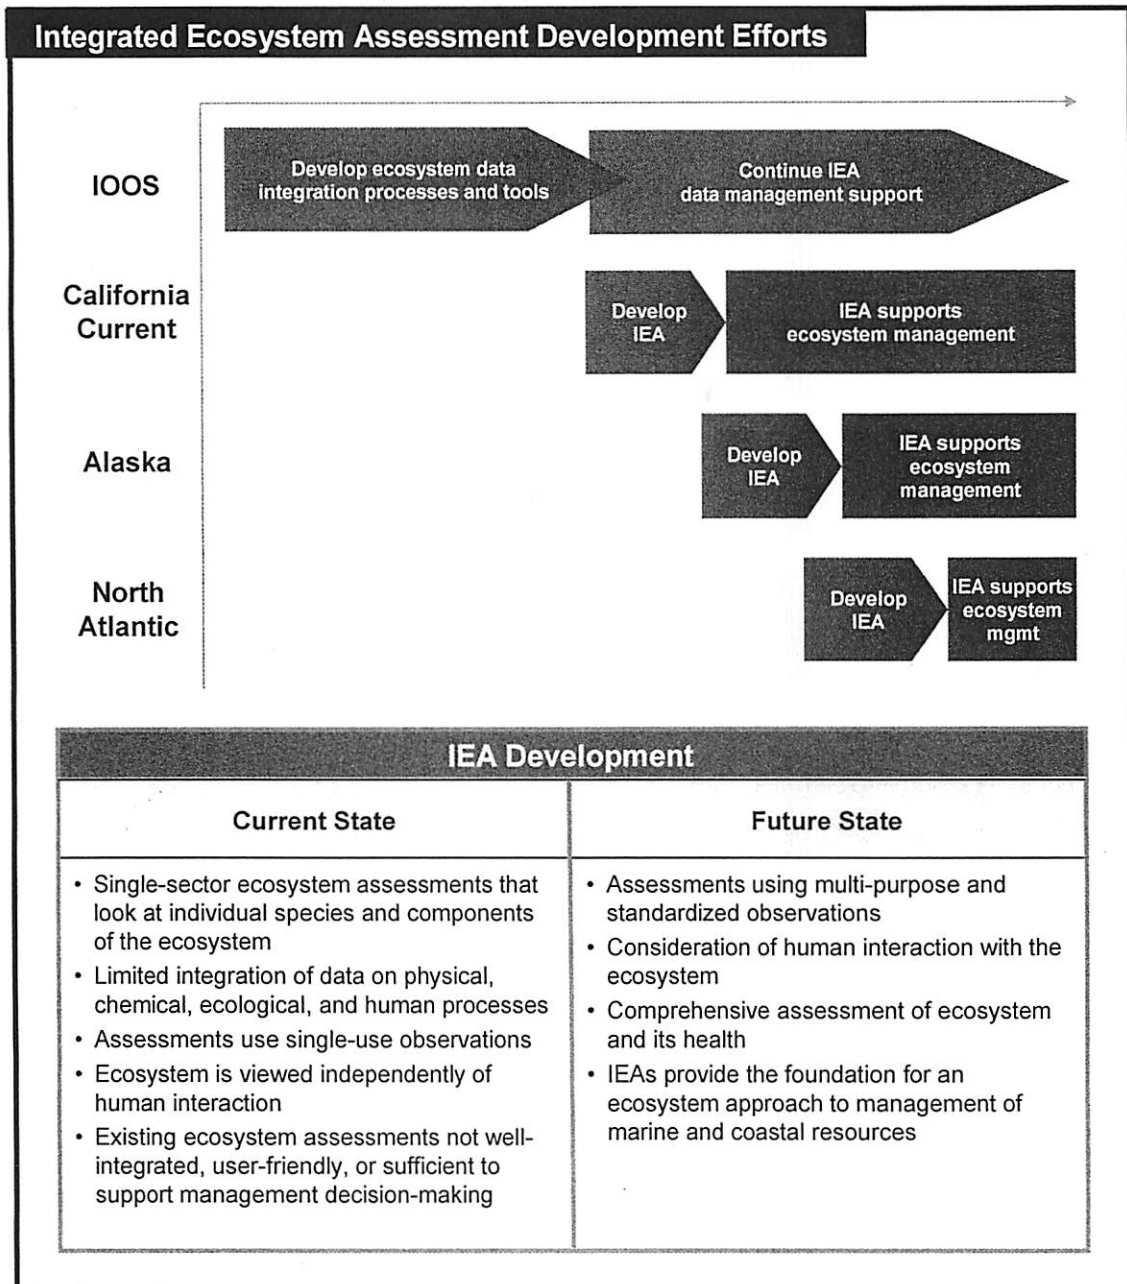 Integrated Ecosystem Assessment Development Efforts
IOOS
Develop ecosystem data
integration processes and tools
Continue IEA
data management support
California
Current
Develop
IEA
IEA supports
ecosystem management
Alaska
Develop
IEA
IEA supports
ecosystem
management
North
Atlantic
Develop
IEA
IEA supports
ecosystem
mgmt
IEA Development
Current State
• Single-sector ecosystem assessments that
look at individual species and components
of the ecosystem
• Limited integration of data on physical,
chemical, ecological, and human processes
• Assessments use single-use observations
• Ecosystem is viewed independently of
human interaction
• Existing ecosystem assessments not well-
integrated, user-friendly, or sufficient to
support management decision-making
Future State
• Assessments using multi-purpose and
standardized observations
• Consideration of human interaction with the
ecosystem
• Comprehensive assessment of ecosystem
and its health
• IEAs provide the foundation for an
ecosystem approach to management of
marine and coastal resources